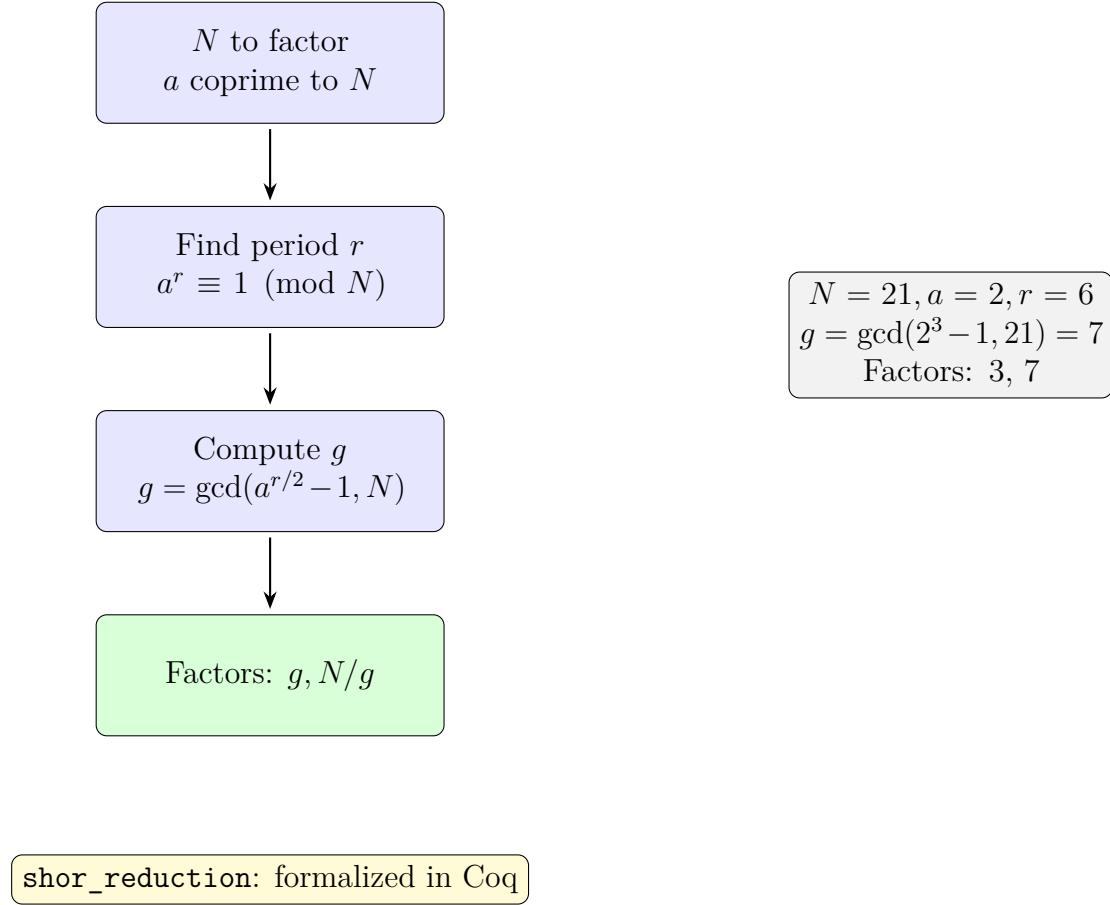 N to factor
a coprime to N
Find period r
a^r ≡ 1 (mod N)
Compute g
g = gcd(a^{r/2} − 1, N)
Factors: g, N/g
N = 21, a = 2, r = 6
g = gcd(2^3 − 1, 21) = 7
Factors: 3, 7
shor_reduction: formalized in Coq